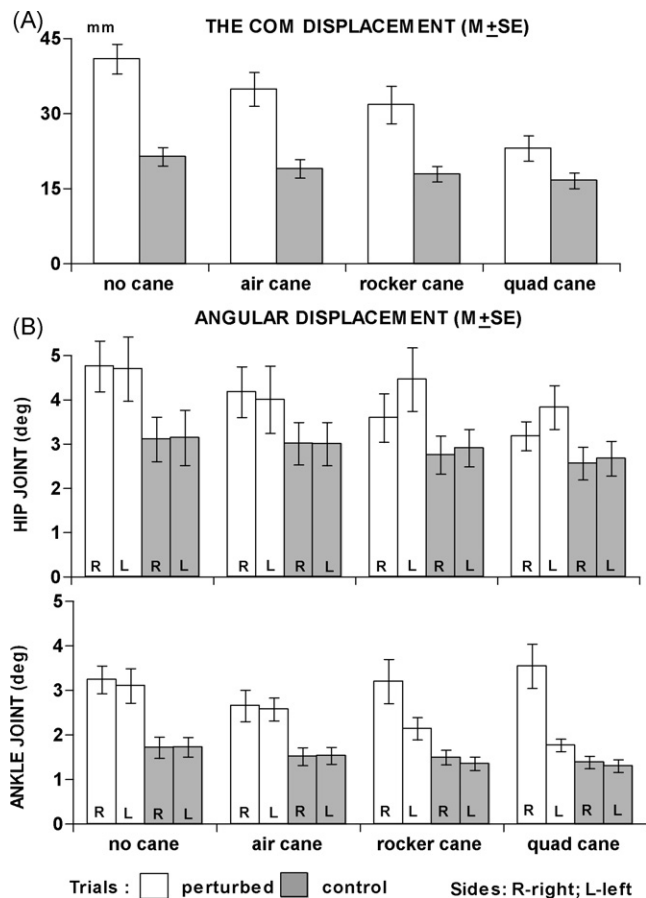 (A) THE COM DISPLACEMENT (M±SE)
mm
45
30
15
0
no cane air cane rocker cane quad cane
(B) ANGULAR DISPLACEMENT (M±SE)
HIP JOINT (deg)
5
4
3
2
1
0
R L R L R L R L R L R L R L R L
ANKLE JOINT (deg)
5
4
3
2
1
0
R L R L R L R L R L R L R L R L
no cane air cane rocker cane quad cane
Trials : perturbed control Sides: R-right; L-left